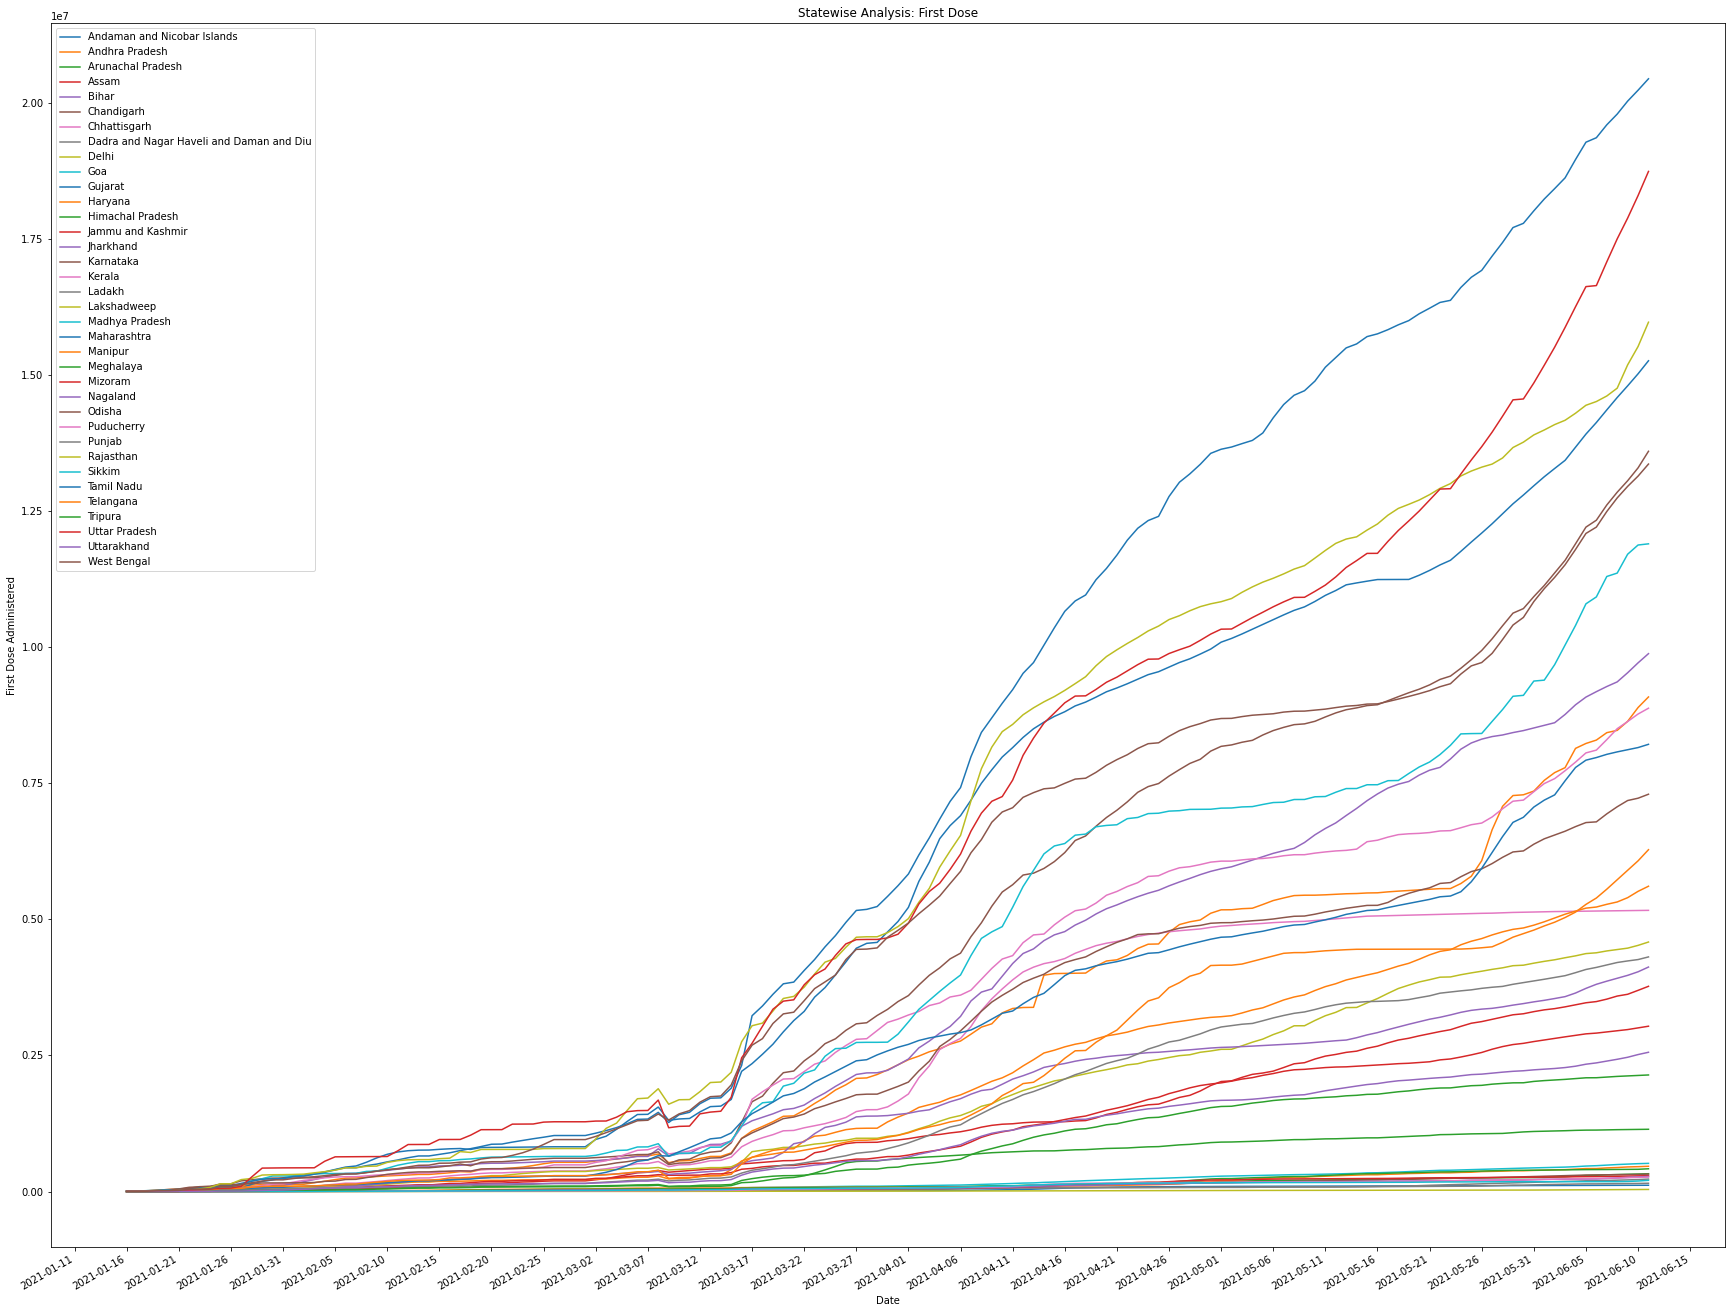 Statewise Analysis: First Dose
1e7
Andaman and Nicobar Islands
Andhra Pradesh
Arunachal Pradesh
Assam
Bihar
Chandigarh
Chhattisgarh
Dadra and Nagar Haveli and Daman and Diu
Delhi
Goa
Gujarat
Haryana
Himachal Pradesh
Jammu and Kashmir
Jharkhand
Karnataka
Kerala
Ladakh
Lakshadweep
Madhya Pradesh
Maharashtra
Manipur
Meghalaya
Mizoram
Nagaland
Odisha
Puducherry
Punjab
Rajasthan
Sikkim
Tamil Nadu
Telangana
Tripura
Uttar Pradesh
Uttarakhand
West Bengal
First Dose Administered
2.00
1.75
1.50
1.25
1.00
0.75
0.50
0.25
0.00
2021-01-11
2021-01-16
2021-01-21
2021-01-26
2021-01-31
2021-02-05
2021-02-10
2021-02-15
2021-02-20
2021-02-25
2021-03-02
2021-03-07
2021-03-12
2021-03-17
2021-03-22
2021-03-27
2021-04-01
2021-04-06
2021-04-11
2021-04-16
2021-04-21
2021-04-26
2021-05-01
2021-05-06
2021-05-11
2021-05-16
2021-05-21
2021-05-26
2021-05-31
2021-06-05
2021-06-10
2021-06-15
Date